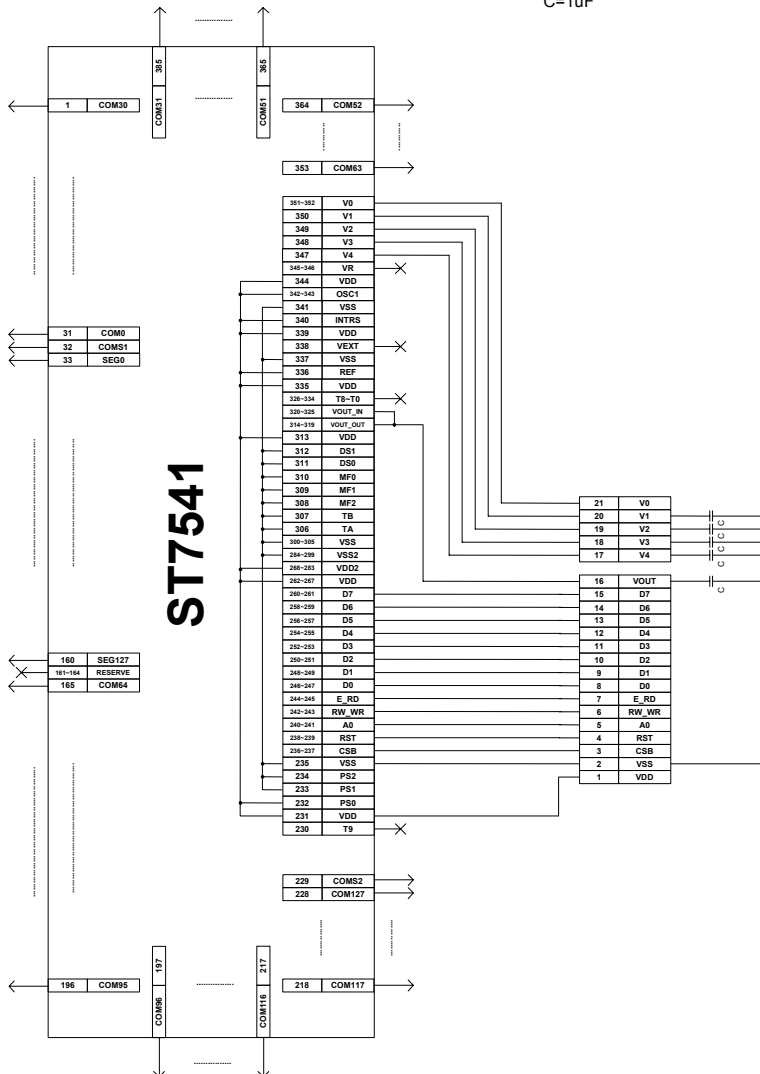 C=1uF
385
COM31
365
COM51
1 COM30
364 COM52
353 COM63
351~352 V0
350 V1
349 V2
348 V3
347 V4
345~346 VR
344 VDD
342~343 OSC1
341 VSS
340 INTRS
339 VDD
338 VEXT
337 VSS
336 REF
335 VDD
326~334 T8~T0
320~325 VOUT_IN
314~319 VOUT_OUT
313 VDD
312 DS1
311 DS0
310 MF0
309 MF1
308 MF2
307 TB
306 TA
300~305 VSS
284~299 VSS2
268~283 VDD2
262~267 VDD
260~261 D7
258~259 D6
256~257 D5
254~255 D4
252~253 D3
250~251 D2
248~249 D1
246~247 D0
244~245 E_RD
242~243 RW_WR
240~241 A0
238~239 RST
236~237 CSB
235 VSS
234 PS2
233 PS1
232 PS0
231 VDD
230 T9
229 COMS2
228 COM127
218 COM117
31 COM0
32 COMS1
33 SEG0
ST7541
160 SEG127
161~164 RESERVE
165 COM64
196 COM95
197
COM96
217
COM116
21 V0
20 V1
19 V2
18 V3
17 V4
C
C
C
C
16 VOUT
C
15 D7
14 D6
13 D5
12 D4
11 D3
10 D2
9 D1
8 D0
7 E_RD
6 RW_WR
5 A0
4 RST
3 CSB
2 VSS
1 VDD